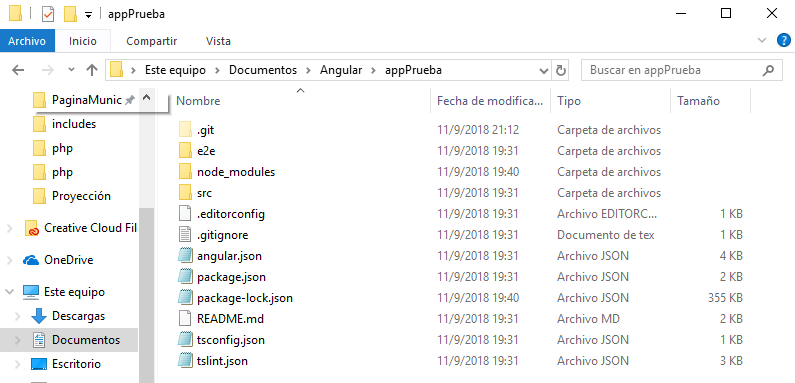 appPrueba
Archivo Inicio Compartir Vista
Este equipo Documentos Angular appPrueba Buscar en appPrueba
Nombre Fecha de modifica... Tipo Tamaño
PaginaMunic
includes
php
php
Proyección
Creative Cloud Fil
OneDrive
Este equipo
Descargas
Documentos
Escritorio
.git 11/9/2018 21:12 Carpeta de archivos
e2e 11/9/2018 19:31 Carpeta de archivos
node_modules 11/9/2018 19:40 Carpeta de archivos
src 11/9/2018 19:31 Carpeta de archivos
.editorconfig 11/9/2018 19:31 Archivo EDITORC... 1 KB
.gitignore 11/9/2018 19:31 Documento de tex 1 KB
angular.json 11/9/2018 19:31 Archivo JSON 4 KB
package.json 11/9/2018 19:31 Archivo JSON 2 KB
package-lock.json 11/9/2018 19:40 Archivo JSON 355 KB
README.md 11/9/2018 19:31 Archivo MD 2 KB
tsconfig.json 11/9/2018 19:31 Archivo JSON 1 KB
tslint.json 11/9/2018 19:31 Archivo JSON 3 KB